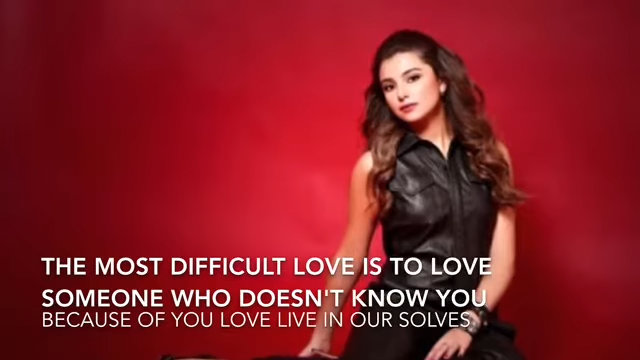 THE MOST DIFFICULT LOVE IS TO LOVE
SOMEONE WHO DOESN'T KNOW YOU
BECAUSE OF YOU LOVE LIVE IN OUR SOLVES